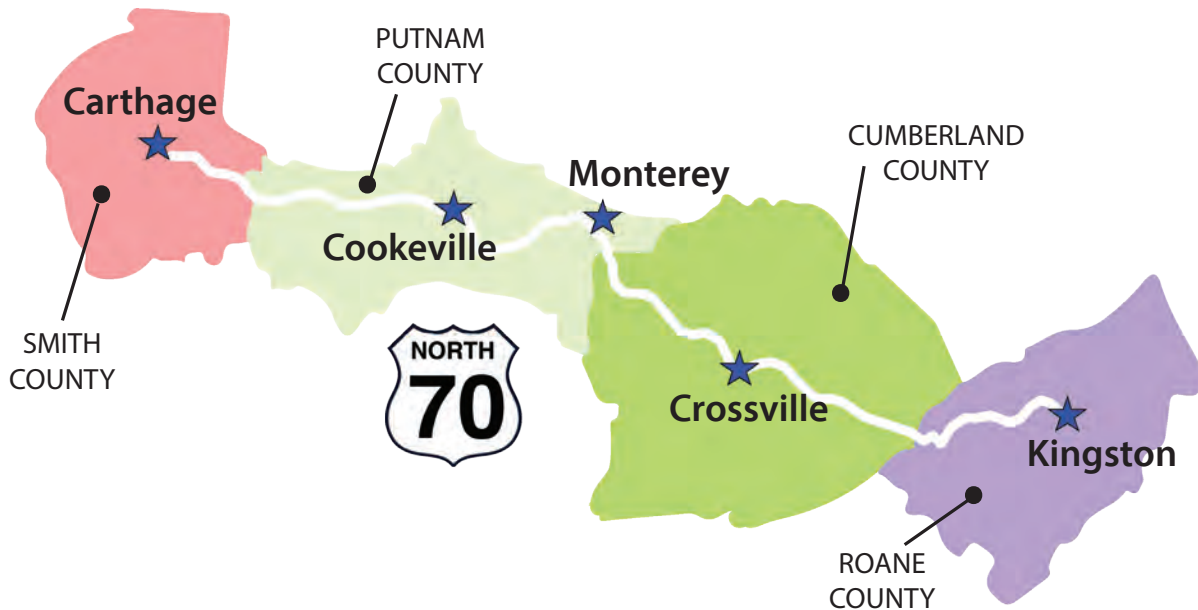 PUTNAM
COUNTY
Carthage
CUMBERLAND
COUNTY
Monterey
Cookeville
SMITH
COUNTY
NORTH
70
Crossville
Kingston
ROANE
COUNTY